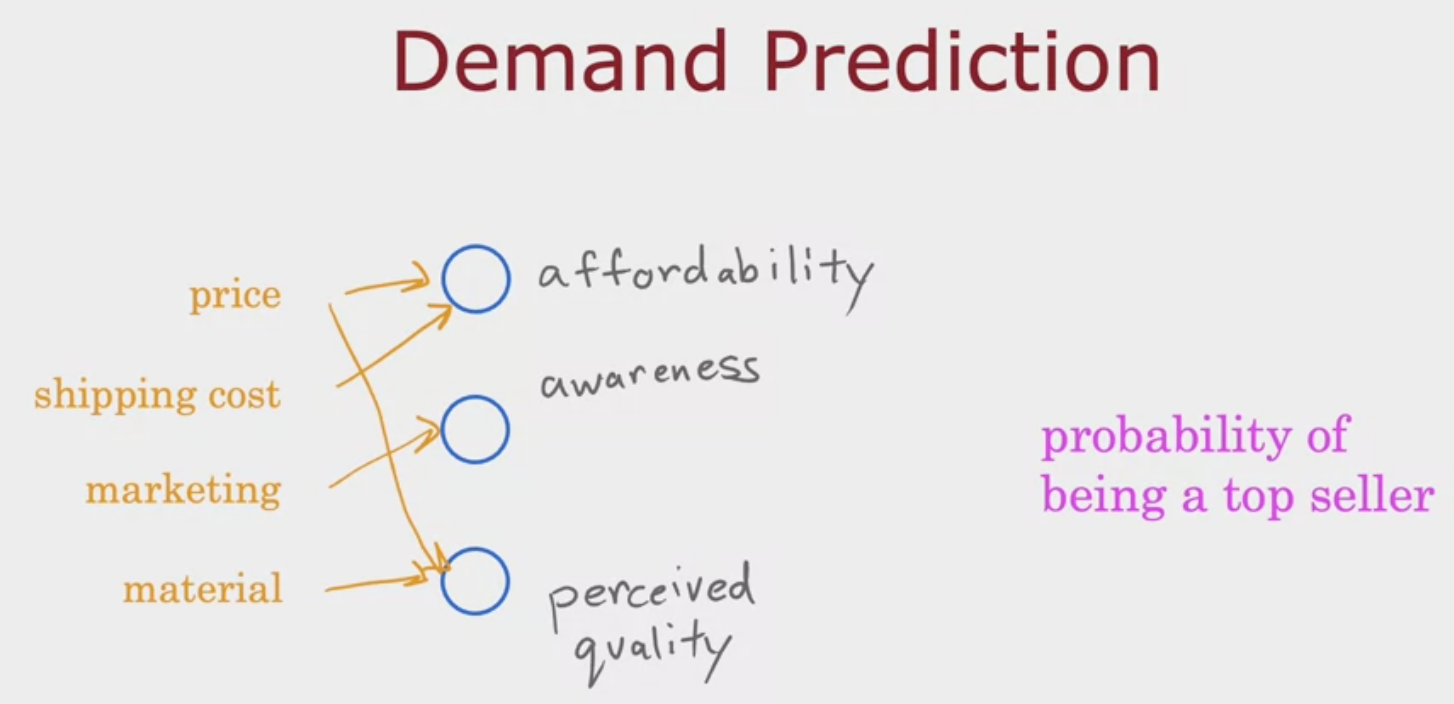 Demand Prediction
price
shipping cost
marketing
material
affordability
awareness
perceived
quality
probability of
being a top seller